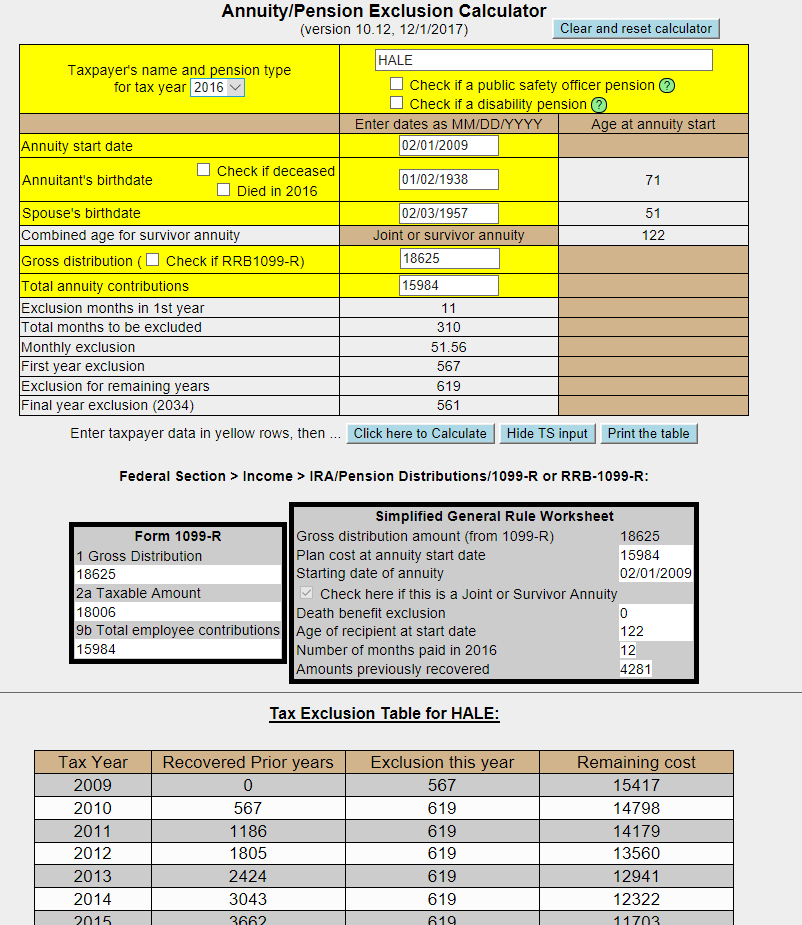 Annuity/Pension Exclusion Calculator
(version 10.12, 12/1/2017)
Clear and reset calculator
Taxpayer's name and pension type
for tax year 2016
HALE
Check if a public safety officer pension ?
Check if a disability pension ?
Enter dates as MM/DD/YYYY Age at annuity start
Annuity start date 02/01/2009
Annuitant's birthdate Check if deceased
Died in 2016
01/02/1938 71
Spouse's birthdate 02/03/1957 51
Combined age for survivor annuity Joint or survivor annuity 122
Gross distribution ( Check if RRB1099-R) 18625
Total annuity contributions 15984
Exclusion months in 1st year 11
Total months to be excluded 310
Monthly exclusion 51.56
First year exclusion 567
Exclusion for remaining years 619
Final year exclusion (2034) 561
Enter taxpayer data in yellow rows, then ... Click here to Calculate Hide TS input Print the table
Federal Section > Income > IRA/Pension Distributions/1099-R or RRB-1099-R:
Form 1099-R
1 Gross Distribution
18625
2a Taxable Amount
18006
9b Total employee contributions
15984
Simplified General Rule Worksheet
Gross distribution amount (from 1099-R) 18625
Plan cost at annuity start date 15984
Starting date of annuity 02/01/2009
Check here if this is a Joint or Survivor Annuity
Death benefit exclusion 0
Age of recipient at start date 122
Number of months paid in 2016 12
Amounts previously recovered 4281
Tax Exclusion Table for HALE:
Tax Year Recovered Prior years Exclusion this year Remaining cost
2009 0 567 15417
2010 567 619 14798
2011 1186 619 14179
2012 1805 619 13560
2013 2424 619 12941
2014 3043 619 12322
2015 3662 619 11703